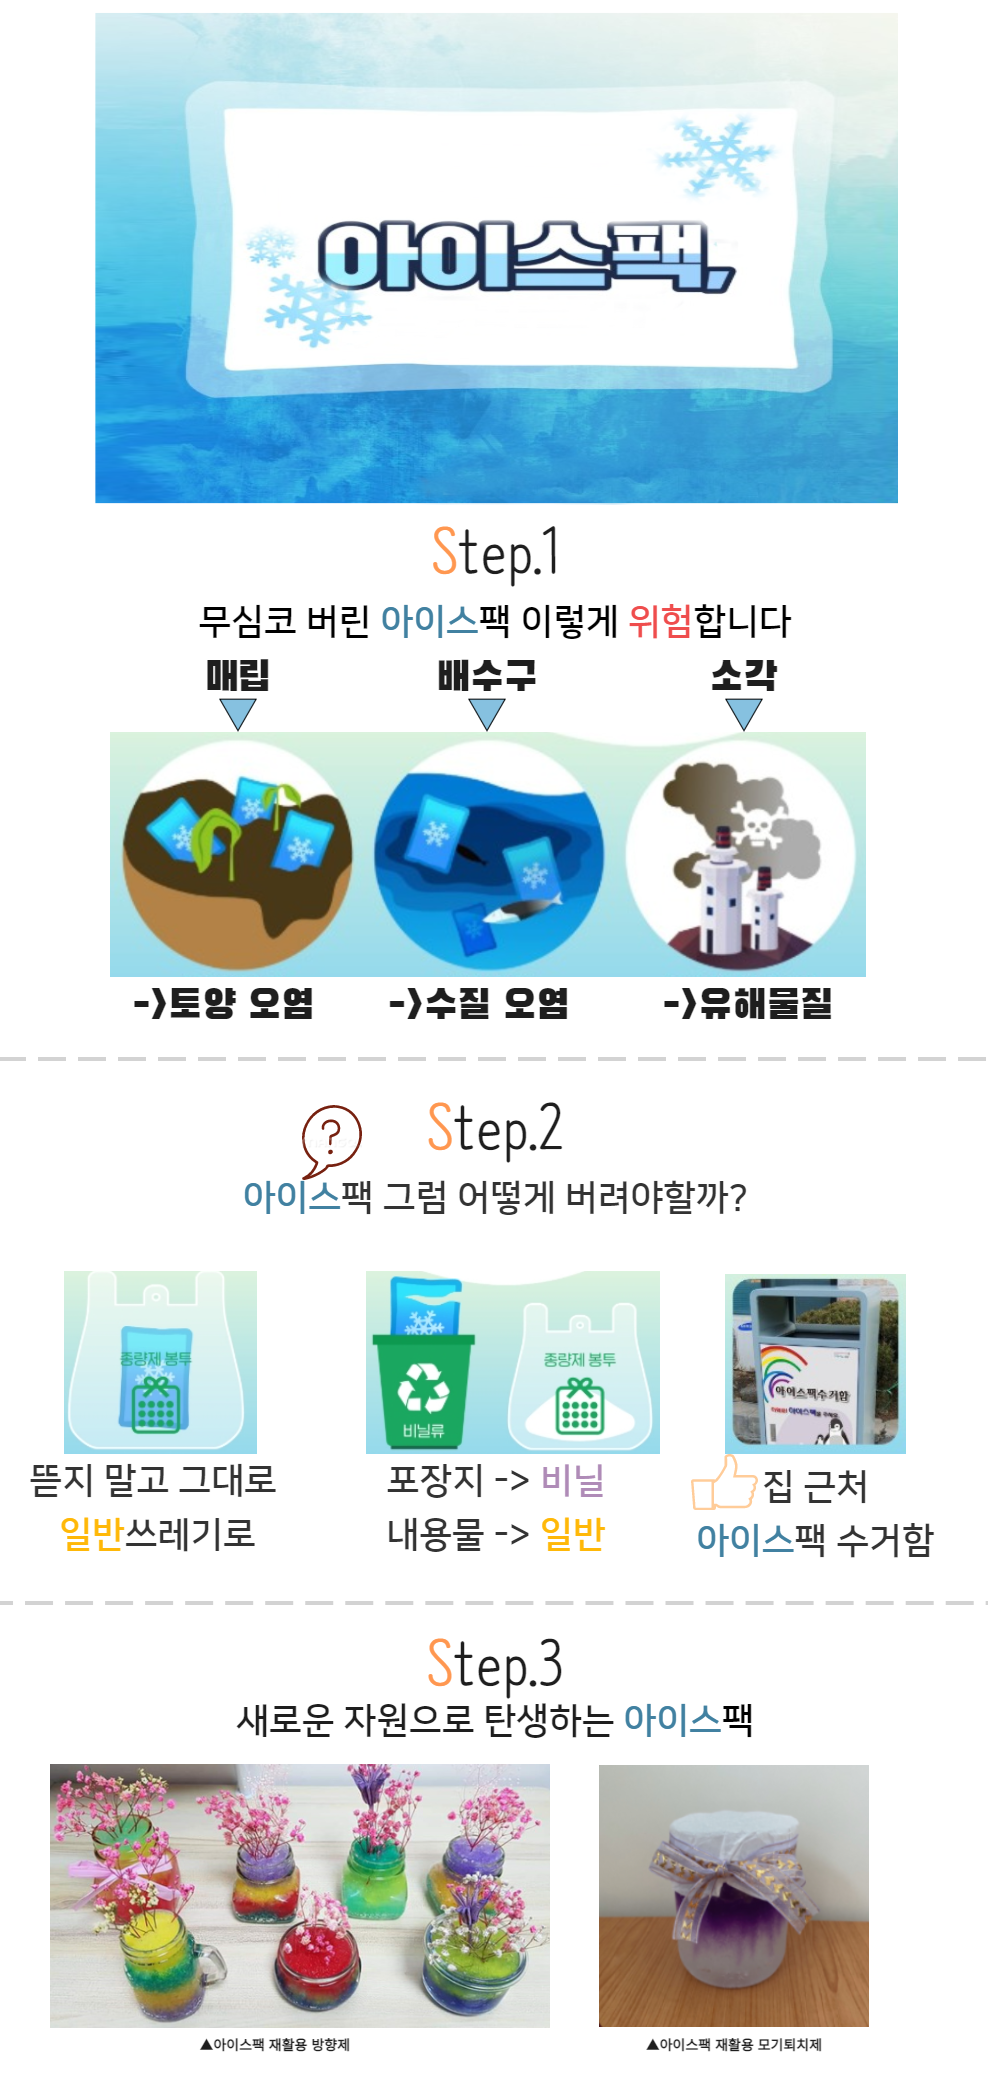 아이스팩,
Step.1
무심코 버린 아이스팩 이렇게 위험합니다
매립 배수구 소각
->토양 오염 ->수질 오염 ->유해물질
Step.2
?
아이스팩 그럼 어떻게 버려야할까?
종량제 봉투
비닐류
종량제 봉투
아이스팩수거함
뜯지 말고 그대로
일반쓰레기로
포장지 -> 비닐
내용물 -> 일반
집 근처
아이스팩 수거함
Step.3
새로운 자원으로 탄생하는 아이스팩
▲아이스팩 재활용 방향제
▲아이스팩 재활용 모기퇴치제